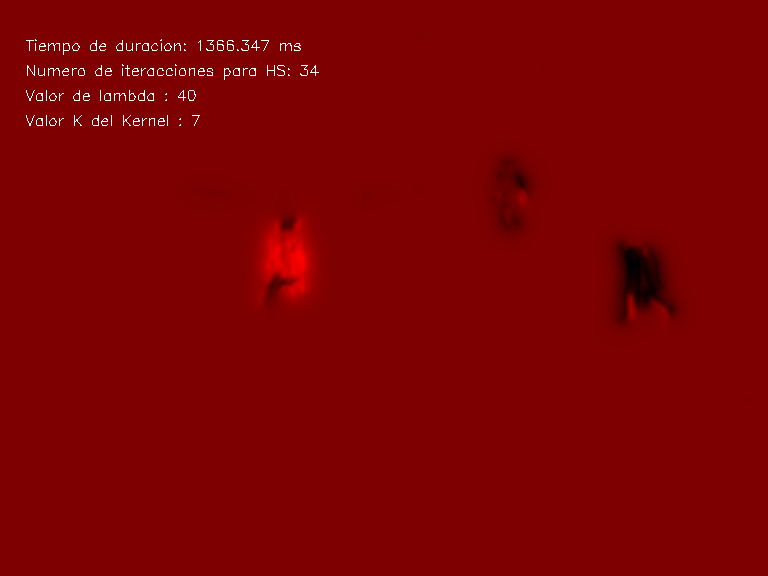 Tiempo de duracion: 1366.347 ms
Numero de iteracciones para HS: 34
Valor de lambda : 40
Valor K del Kernel : 7